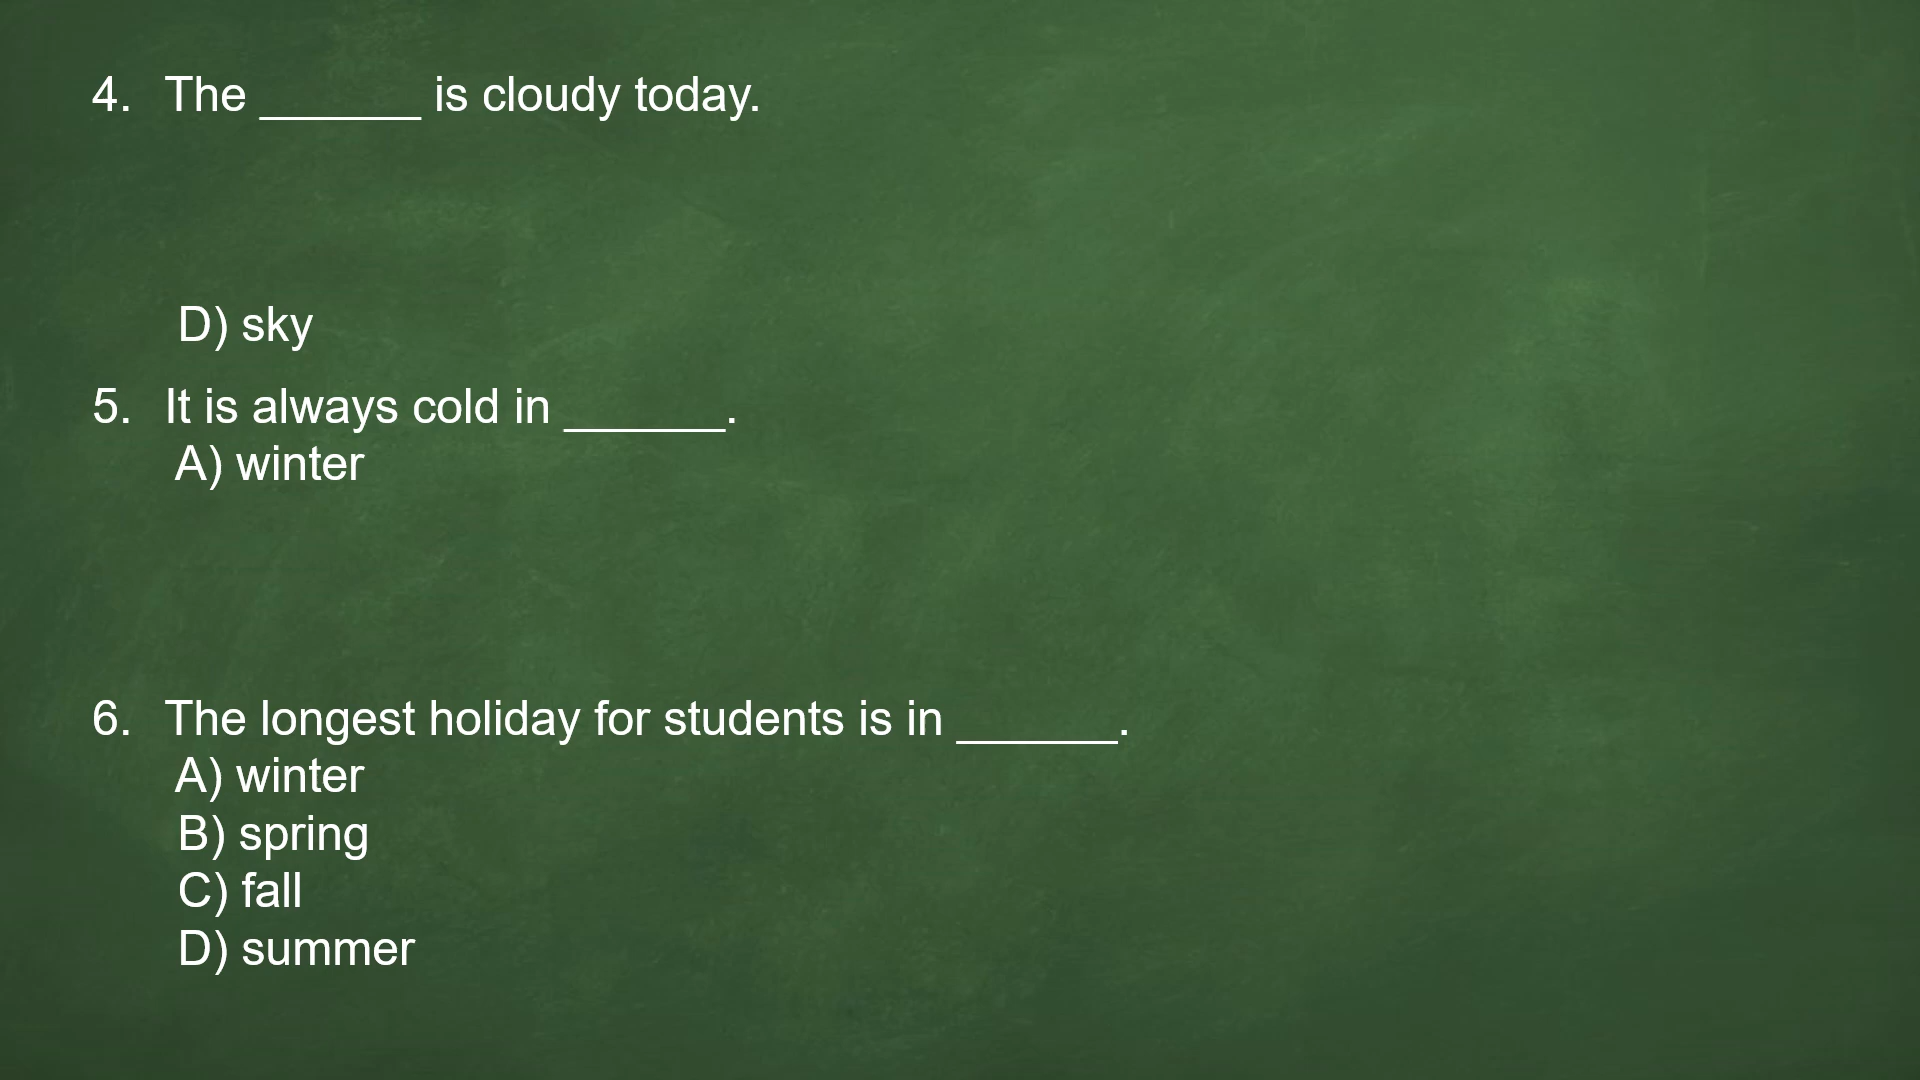 4. The ______ is cloudy today.
D) sky
5. It is always cold in ______.
A) winter
6. The longest holiday for students is in ______.
A) winter
B) spring
C) fall
D) summer